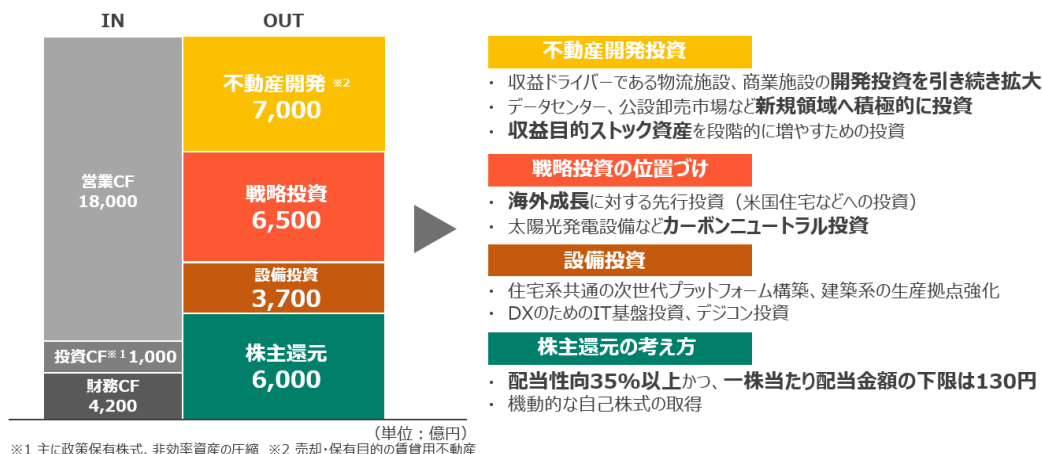 IN
OUT
営業CF
18,000
投資CF※1 1,000
財務CF
4,200
不動産開発 ※2
7,000
戦略投資
6,500
設備投資
3,700
株主還元
6,000
(単位:億円)
※1 主に政策保有株式、非効率資産の圧縮 ※2 売却・保有目的の賃貸用不動産
不動産開発投資
・ 収益ドライバーである物流施設、商業施設の開発投資を引き続き拡大
・ データセンター、公設卸売市場など新規領域へ積極的に投資
・ 収益目的ストック資産を段階的に増やすための投資
戦略投資の位置づけ
・ 海外成長に対する先行投資(米国住宅などへの投資)
・ 太陽光発電設備などカーボンニュートラル投資
設備投資
・ 住宅系共通の次世代プラットフォーム構築、建築系の生産拠点強化
・ DXのためのIT基盤投資、デジコン投資
株主還元の考え方
・ 配当性向35%以上かつ、一株当たり配当金額の下限は130円
・ 機動的な自己株式の取得